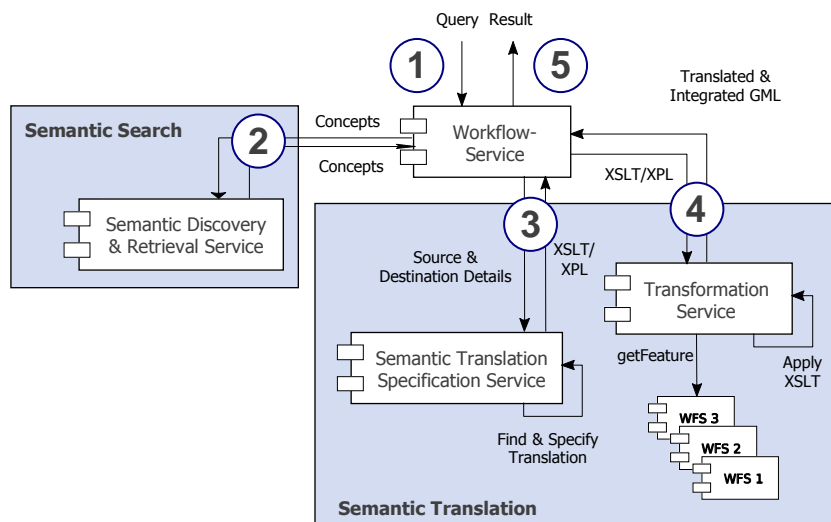 Query
Result
1
5
Translated &
Integrated GML
Semantic Search
2
Concepts
Concepts
Workflow-
Service
XSLT/XPL
Semantic Discovery
& Retrieval Service
3
4
Source &
Destination Details
XSLT/
XPL
Transformation
Service
Semantic Translation
Specification Service
getFeature
Apply
XSLT
Find & Specify
Translation
WFS 3
WFS 2
WFS 1
Semantic Translation